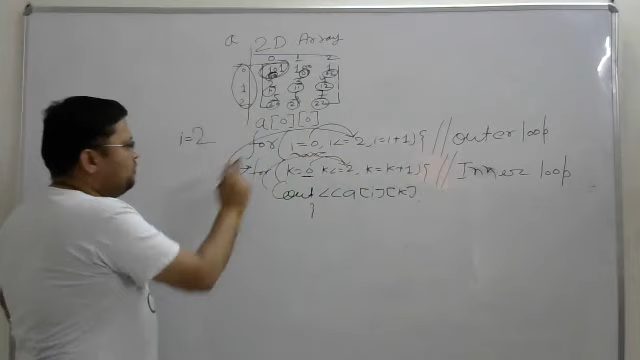 a 2D Array
0 1 2
0
1
2
a[0][0]
i=2 for(i=0, i<=2, i=i+1){ //outer loop
for(k=0 k<=2, k=k+1){ //Inner loop
cout<<a[i][k]
}